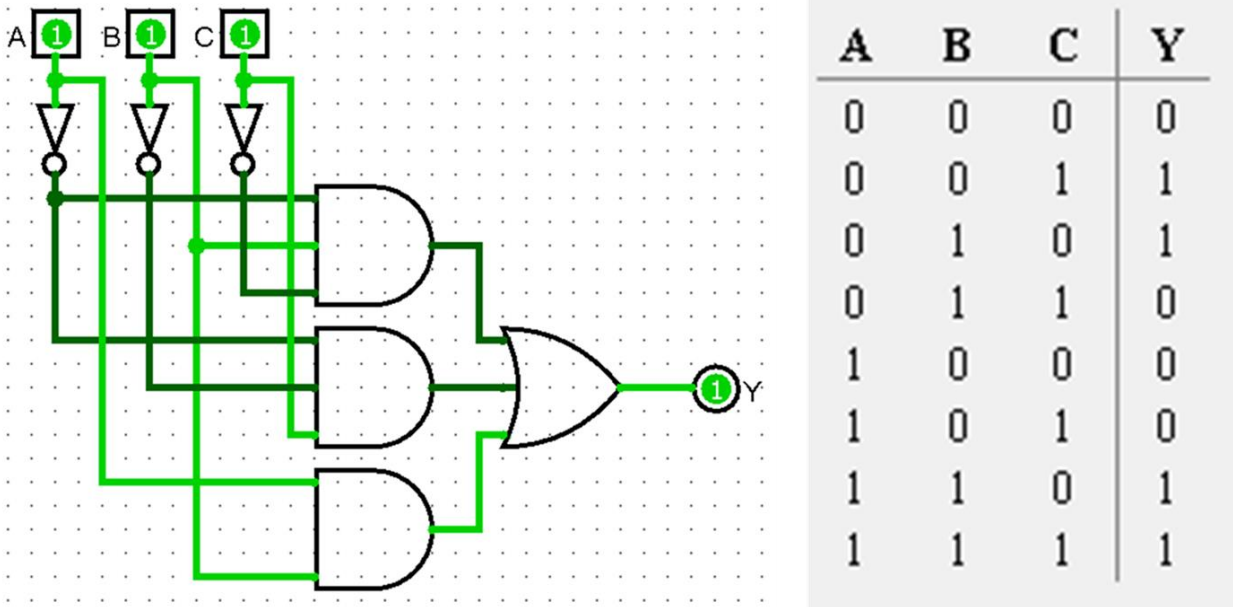 A 1 B 1 C 1
1 Y
A B C Y
0 0 0 0
0 0 1 1
0 1 0 1
0 1 1 0
1 0 0 0
1 0 1 0
1 1 0 1
1 1 1 1